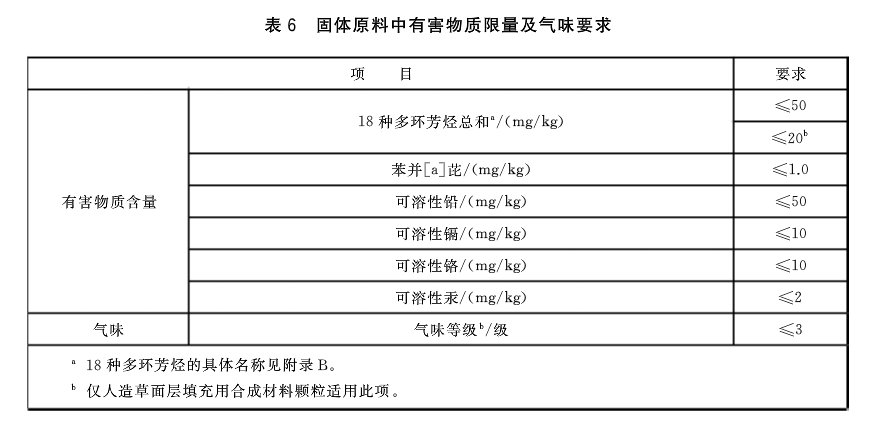 表 6 固体原料中有害物质限量及气味要求
项 目 要求
有害物质含量 18 种多环芳烃总和ᵃ/(mg/kg) ≤50
≤20ᵇ
苯并[a]芘/(mg/kg) ≤1.0
可溶性铅/(mg/kg) ≤50
可溶性镉/(mg/kg) ≤10
可溶性铬/(mg/kg) ≤10
可溶性汞/(mg/kg) ≤2
气味 气味等级ᵇ/级 ≤3
ᵃ 18 种多环芳烃的具体名称见附录 B。
ᵇ 仅人造草面层填充用合成材料颗粒适用此项。